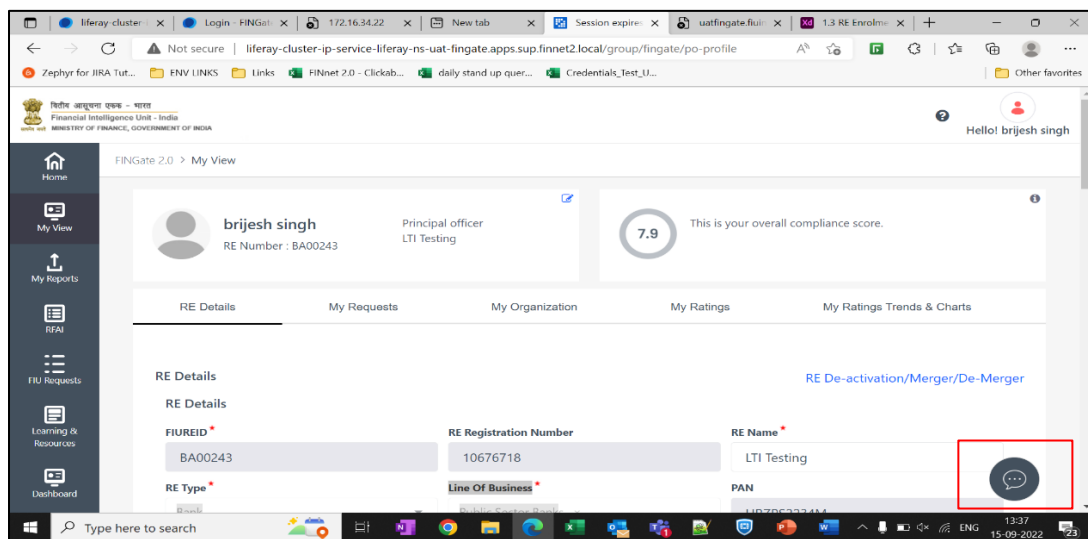 liferay-cluster-i
Login - FINGate
172.16.34.22
New tab
Session expire
uatfingate.fiuin
1.3 RE Enrolme
Not secure | liferay-cluster-ip-service-liferay-ns-uat-fingate.apps.sup.finnet2.local/group/fingate/po-profile
Zephyr for JIRA Tut...
ENV LINKS
Links
FINnet 2.0 - Clickab...
daily stand up quer...
Credentials_Test_U...
Other favorites
वित्तीय आसूचना एकक - भारत
Financial Intelligence Unit - India
MINISTRY OF FINANCE, GOVERNMENT OF INDIA
Hello! brijesh singh
Home
My View
My Reports
RFAI
FIU Requests
Learning &
Resources
Dashboard
FINGate 2.0 > My View
brijesh singh
RE Number : BA00243
Principal officer
LTI Testing
7.9
This is your overall compliance score.
RE Details
My Requests
My Organization
My Ratings
My Ratings Trends & Charts
RE Details
RE De-activation/Merger/De-Merger
RE Details
FIUREID *
RE Registration Number
RE Name *
BA00243
10676718
LTI Testing
RE Type *
Line Of Business *
PAN
Bank
Public Sector Banks
Type here to search
ENG
13:37
15-09-2022
23